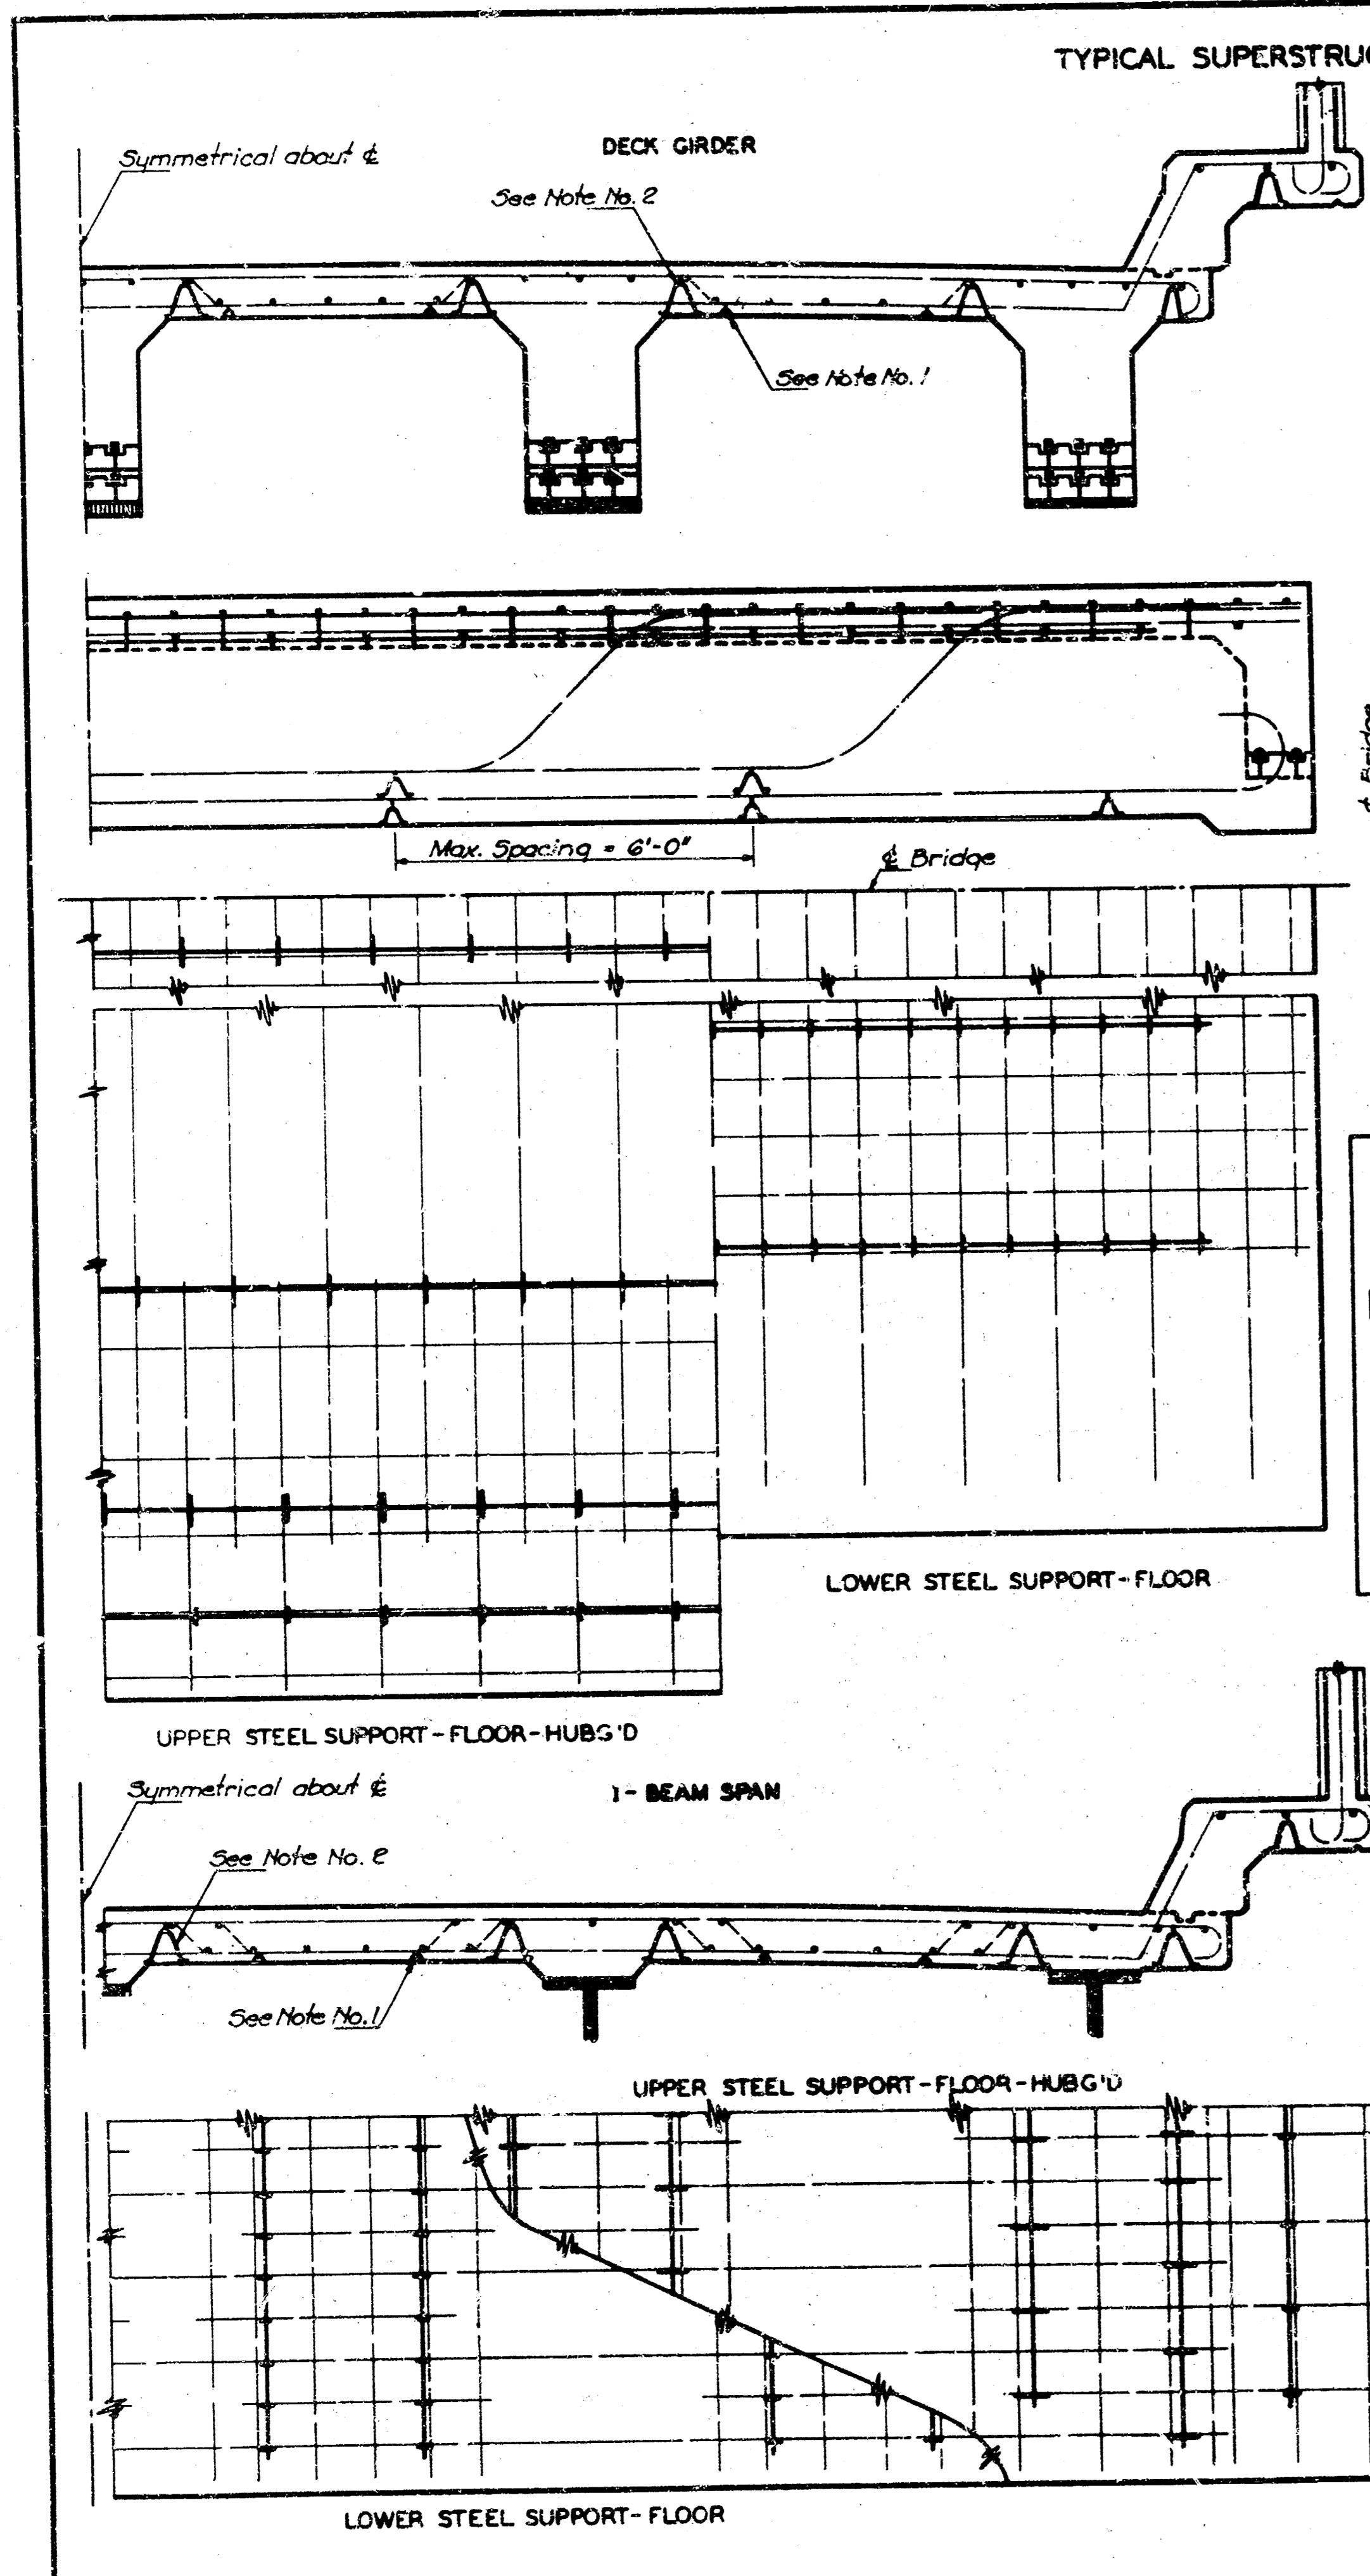 TYPICAL SUPERSTRUC
DECK GIRDER
Symmetrical about ℄
See Note No. 2
See Note No. 1
Max. Spacing = 6'-0"
℄ Bridge
℄ Bridge
LOWER STEEL SUPPORT-FLOOR
UPPER STEEL SUPPORT-FLOOR-HUBG'D
Symmetrical about ℄
I-BEAM SPAN
See Note No. 2
See Note No. 1
UPPER STEEL SUPPORT-FLOOR-HUBG'D
LOWER STEEL SUPPORT-FLOOR